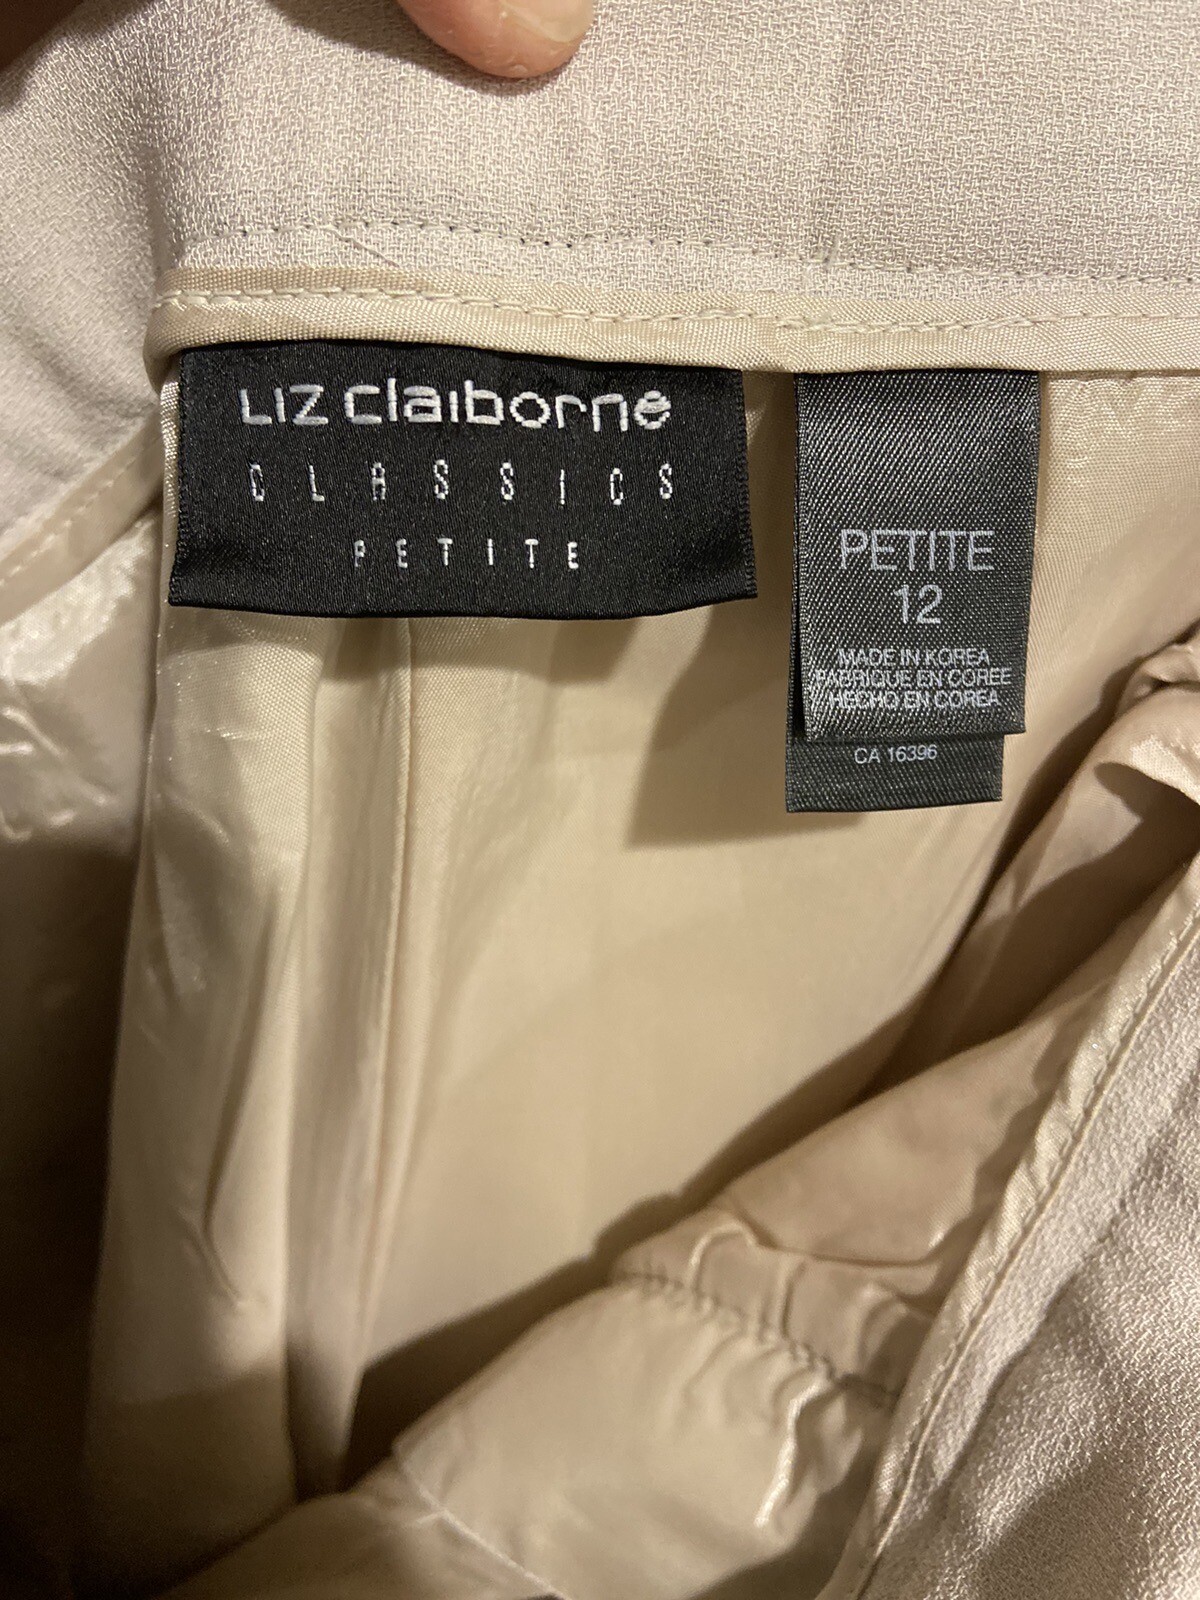 Liz claiborne
CLASSICS
PETITE
PETITE
12
MADE IN KOREA
FABRIQUE EN COREE
HECHO EN COREA
CA 16396